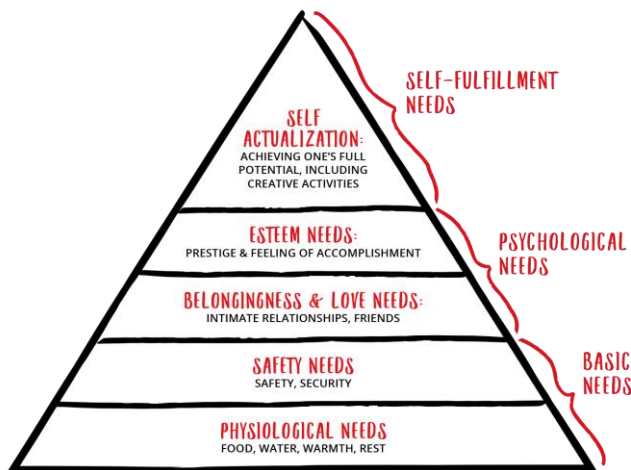 SELF-FULFILLMENT
NEEDS
SELF
ACTUALIZATION:
ACHIEVING ONE'S FULL
POTENTIAL, INCLUDING
CREATIVE ACTIVITIES
ESTEEM NEEDS:
PRESTIGE & FEELING OF ACCOMPLISHMENT
PSYCHOLOGICAL
NEEDS
BELONGINGNESS & LOVE NEEDS:
INTIMATE RELATIONSHIPS, FRIENDS
SAFETY NEEDS
SAFETY, SECURITY
BASIC
NEEDS
PHYSIOLOGICAL NEEDS
FOOD, WATER, WARMTH, REST